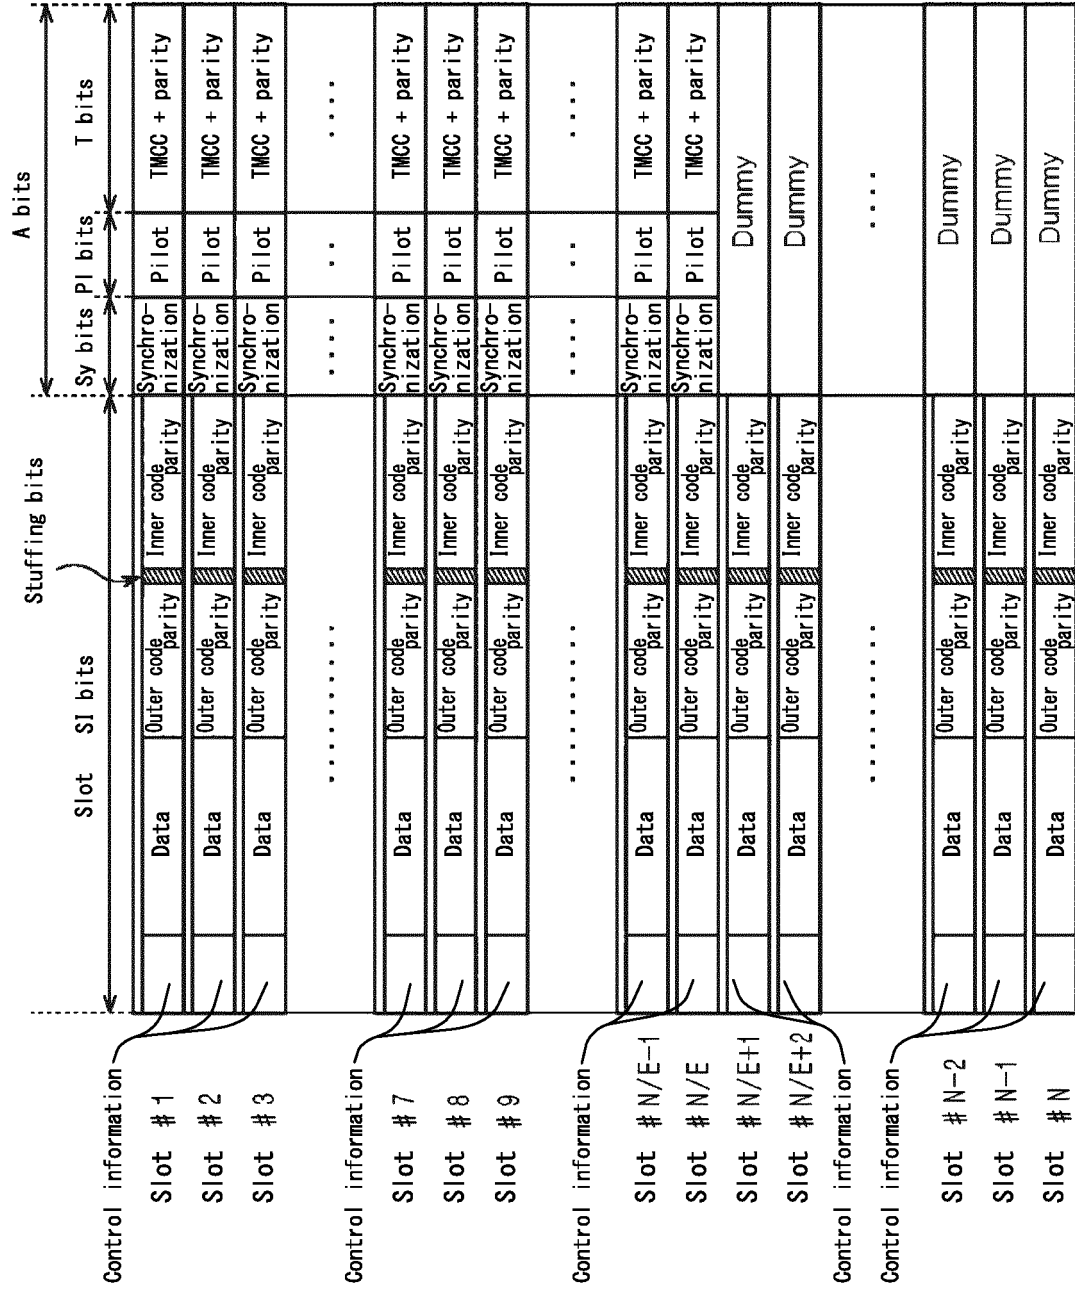 A bits
Stuffing bits
Slot Sl bits Sy bits Pl bits T bits
Control information
Slot #1 Data Outer code parity Inner code parity Synchro-nization Pilot TMCC + parity
Slot #2 Data Outer code parity Inner code parity Synchro-nization Pilot TMCC + parity
Slot #3 Data Outer code parity Inner code parity Synchro-nization Pilot TMCC + parity
Control information
Slot #7 Data Outer code parity Inner code parity Synchro-nization Pilot TMCC + parity
Slot #8 Data Outer code parity Inner code parity Synchro-nization Pilot TMCC + parity
Slot #9 Data Outer code parity Inner code parity Synchro-nization Pilot TMCC + parity
Control information
Slot #N/E-1 Data Outer code parity Inner code parity Synchro-nization Pilot TMCC + parity
Slot #N/E Data Outer code parity Inner code parity Synchro-nization Pilot TMCC + parity
Slot #N/E+1 Data Outer code parity Inner code parity Dummy
Slot #N/E+2 Data Outer code parity Inner code parity Dummy
Control information
Control information
Slot #N-2 Data Outer code parity Inner code parity Dummy
Slot #N-1 Data Outer code parity Inner code parity Dummy
Slot #N Data Outer code parity Inner code parity Dummy